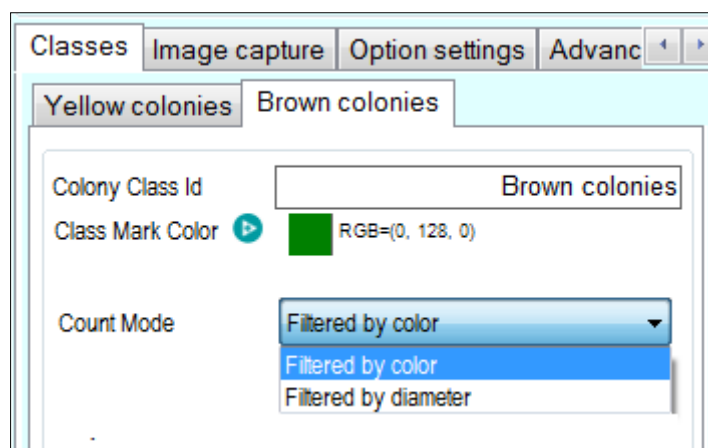 Classes Image capture Option settings Advanc
Yellow colonies Brown colonies
Colony Class Id Brown colonies
Class Mark Color RGB=(0, 128, 0)
Count Mode Filtered by color
Filtered by color
Filtered by diameter